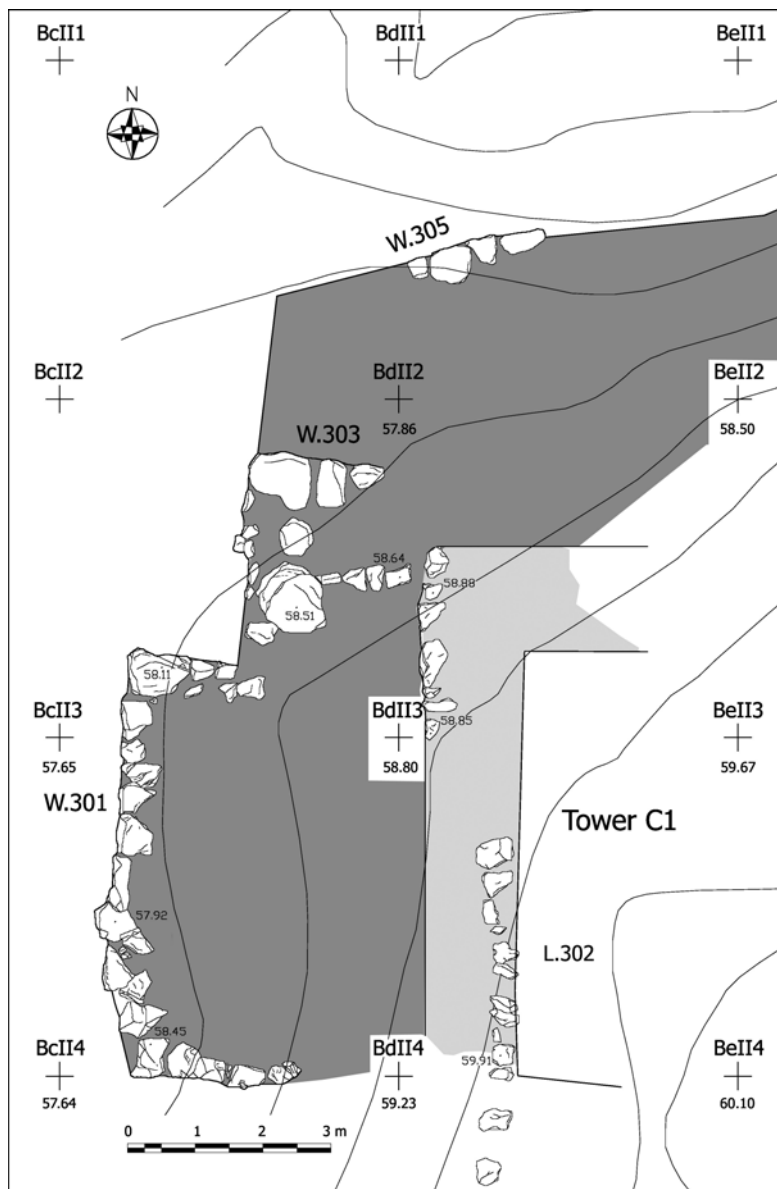 BcII1
BdII1
BeII1
N
W.305
BcII2
BdII2
57.86
BeII2
58.50
W.303
58.64
58.88
58.51
58.11
BcII3
57.65
BdII3
58.80
58.85
BeII3
59.67
W.301
Tower C1
57.92
L.302
58.45
59.91
BcII4
57.64
BdII4
59.23
BeII4
60.10
0 1 2 3 m